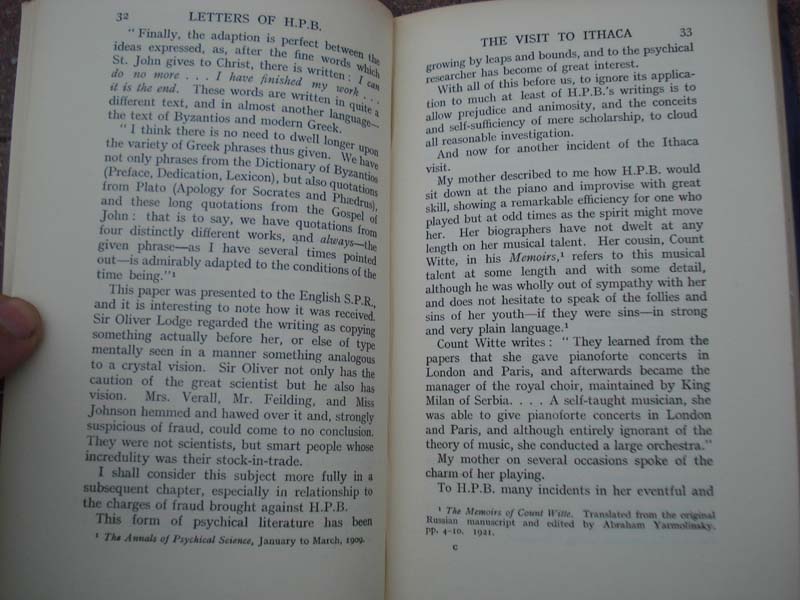 32 LETTERS OF H.P.B.
" Finally, the adaption is perfect between the
ideas expressed, as, after the fine words which
St. John gives to Christ, there is written : I can
do no more . . . I have finished my work . . .
it is the end. These words are written in quite a
different text, and in almost another language—
the text of Byzantios and modern Greek.
" I think there is no need to dwell longer upon
the variety of Greek phrases thus given. We have
not only phrases from the Dictionary of Byzantios
(Preface, Dedication, Lexicon), but also quotations
from Plato (Apology for Socrates and Phædrus),
and these long quotations from the Gospel of
John : that is to say, we have quotations from
four distinctly different works, and always—the
given phrase—as I have several times pointed
out—is admirably adapted to the conditions of the
time being."¹
This paper was presented to the English S.P.R.,
and it is interesting to note how it was received.
Sir Oliver Lodge regarded the writing as copying
something actually before her, or else of type
mentally seen in a manner something analogous
to a crystal vision. Sir Oliver not only has the
caution of the great scientist but he also has
vision. Mrs. Verall, Mr. Feilding, and Miss
Johnson hemmed and hawed over it and, strongly
suspicious of fraud, could come to no conclusion.
They were not scientists, but smart people whose
incredulity was their stock-in-trade.
I shall consider this subject more fully in a
subsequent chapter, especially in relationship to
the charges of fraud brought against H.P.B.
This form of psychical literature has been
¹ The Annals of Psychical Science, January to March, 1909.
THE VISIT TO ITHACA 33
growing by leaps and bounds, and to the psychical
researcher has become of great interest.
With all of this before us, to ignore its applica-
tion to much at least of H.P.B.'s writings is to
allow prejudice and animosity, and the conceits
and self-sufficiency of mere scholarship, to cloud
all reasonable investigation.
And now for another incident of the Ithaca
visit.
My mother described to me how H.P.B. would
sit down at the piano and improvise with great
skill, showing a remarkable efficiency for one who
played but at odd times as the spirit might move
her. Her biographers have not dwelt at any
length on her musical talent. Her cousin, Count
Witte, in his Memoirs,¹ refers to this musical
talent at some length and with some detail,
although he was wholly out of sympathy with her
and does not hesitate to speak of the follies and
sins of her youth—if they were sins—in strong
and very plain language.¹
Count Witte writes : " They learned from the
papers that she gave pianoforte concerts in
London and Paris, and afterwards became the
manager of the royal choir, maintained by King
Milan of Serbia. . . . A self-taught musician, she
was able to give pianoforte concerts in London
and Paris, and although entirely ignorant of the
theory of music, she conducted a large orchestra."
My mother on several occasions spoke of the
charm of her playing.
To H.P.B. many incidents in her eventful and
¹ The Memoirs of Count Witte. Translated from the original
Russian manuscript and edited by Abraham Yarmolinsky.
pp. 4-10. 1921.
C